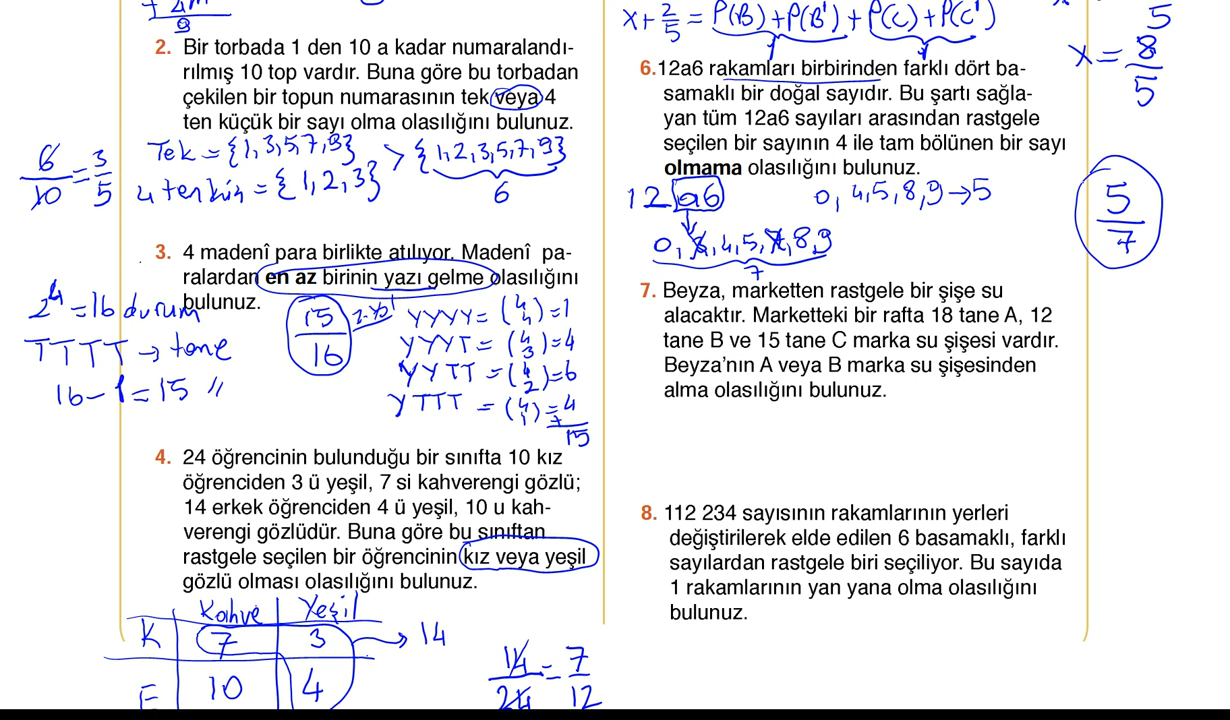 2. Bir torbada 1 den 10 a kadar numaralandı-
rılmış 10 top vardır. Buna göre bu torbadan
çekilen bir topun numarasının tek veya 4
ten küçük bir sayı olma olasılığını bulunuz.
Tek = {1,3,5,7,9} > {1,2,3,5,7,9}
4 ten küç = {1,2,3} 6
6/10 = 3/5
3. 4 madenî para birlikte atılıyor. Madenî pa-
ralardan en az birinin yazı gelme olasılığını
bulunuz.
2⁴ = 16 durum
TTTT → 1 tane
16-1 = 15 "
15/16
2. yol
YYYY = (4 4) = 1
YYYT = (4 3) = 4
YYTT = (4 2) = 6
YTTT = (4 1) = 4
+
15
4. 24 öğrencinin bulunduğu bir sınıfta 10 kız
öğrenciden 3 ü yeşil, 7 si kahverengi gözlü;
14 erkek öğrenciden 4 ü yeşil, 10 u kah-
verengi gözlüdür. Buna göre bu sınıftan
rastgele seçilen bir öğrencinin kız veya yeşil
gözlü olması olasılığını bulunuz.
Kahve Yeşil
K 7 3 → 14
E 10 4
14/24 = 7/12
x + 2/5 = P(B) + P(B') + P(C) + P(C')
1 1
5
x = 8/5
6. 12a6 rakamları birbirinden farklı dört ba-
samaklı bir doğal sayıdır. Bu şartı sağla-
yan tüm 12a6 sayıları arasından rastgele
seçilen bir sayının 4 ile tam bölünen bir sayı
olmama olasılığını bulunuz.
12a6 0, 4,5,8,9 → 5
0, 3, 4, 5, 7, 8, 9
7
5/7
7. Beyza, marketten rastgele bir şişe su
alacaktır. Marketteki bir rafta 18 tane A, 12
tane B ve 15 tane C marka su şişesi vardır.
Beyza'nın A veya B marka su şişesinden
alma olasılığını bulunuz.
8. 112 234 sayısının rakamlarının yerleri
değiştirilerek elde edilen 6 basamaklı, farklı
sayılardan rastgele biri seçiliyor. Bu sayıda
1 rakamlarının yan yana olma olasılığını
bulunuz.